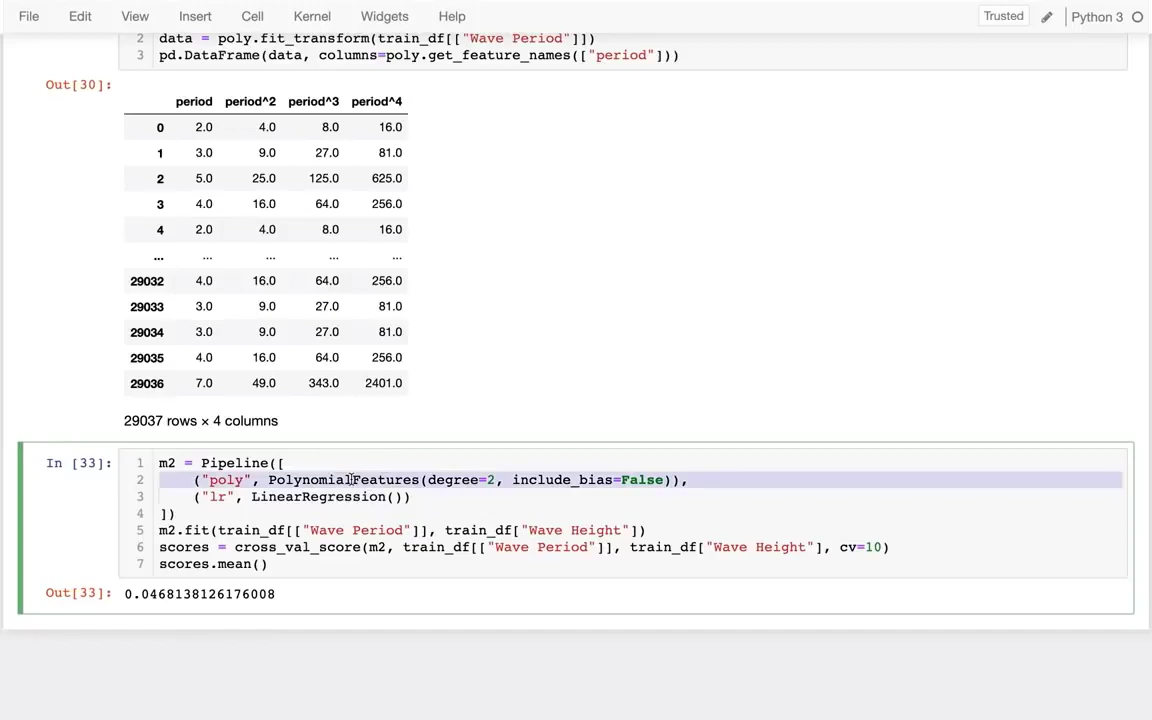 File Edit View Insert Cell Kernel Widgets Help Trusted Python 3
2 data = poly.fit_transform(train_df[["Wave Period"]])
3 pd.DataFrame(data, columns=poly.get_feature_names(["period"]))
Out[30]:
period period^2 period^3 period^4
0 2.0 4.0 8.0 16.0
1 3.0 9.0 27.0 81.0
2 5.0 25.0 125.0 625.0
3 4.0 16.0 64.0 256.0
4 2.0 4.0 8.0 16.0
... ... ... ... ...
29032 4.0 16.0 64.0 256.0
29033 3.0 9.0 27.0 81.0
29034 3.0 9.0 27.0 81.0
29035 4.0 16.0 64.0 256.0
29036 7.0 49.0 343.0 2401.0
29037 rows × 4 columns
In [33]: 1 m2 = Pipeline([
2 ("poly", PolynomialFeatures(degree=2, include_bias=False)),
3 ("lr", LinearRegression())
4 ])
5 m2.fit(train_df[["Wave Period"]], train_df["Wave Height"])
6 scores = cross_val_score(m2, train_df[["Wave Period"]], train_df["Wave Height"], cv=10)
7 scores.mean()
Out[33]: 0.0468138126176008